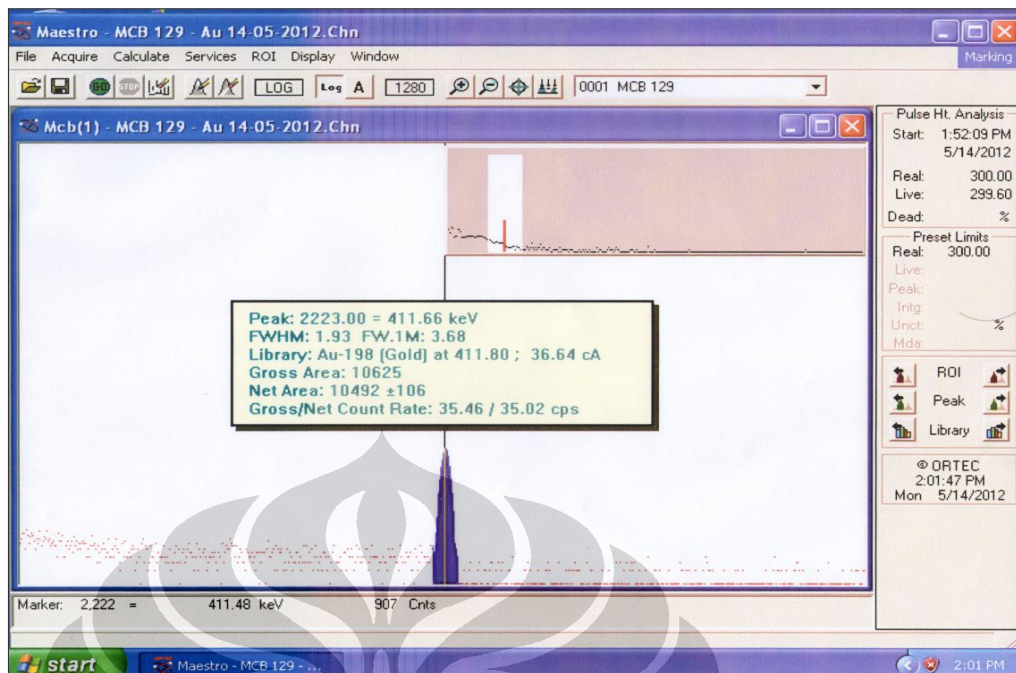 Maestro - MCB 129 - Au 14-05-2012.Chn
File Acquire Calculate Services ROI Display Window
Marking
GO STOP LOG Log A 1280 0001 MCB 129
Mcb(1) - MCB 129 - Au 14-05-2012.Chn
Peak: 2223.00 = 411.66 keV
FWHM: 1.93 FW.1M: 3.68
Library: Au-198 (Gold) at 411.80 ; 36.64 cA
Gross Area: 10625
Net Area: 10492 ±106
Gross/Net Count Rate: 35.46 / 35.02 cps
Marker: 2,222 = 411.48 keV 907 Cnts
Pulse Ht. Analysis
Start: 1:52:09 PM
5/14/2012
Real: 300.00
Live: 299.60
Dead: %
Preset Limits
Real: 300.00
Live:
Peak:
Intg:
Unct: %
Mda:
ROI
Peak
Library
© ORTEC
2:01:47 PM
Mon 5/14/2012
start
Maestro - MCB 129 - ...
2:01 PM